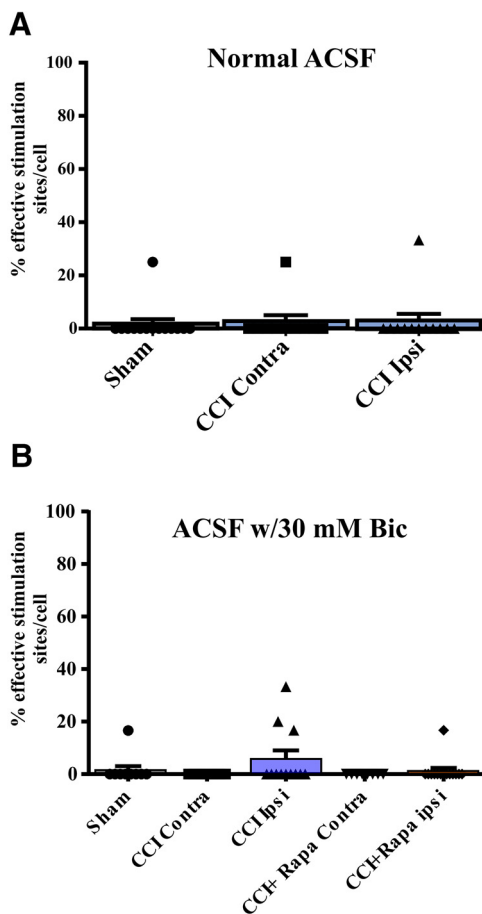 A
Normal ACSF
% effective stimulation
sites/cell
100
80
60
40
20
0
Sham
CCI Contra
CCI Ipsi
B
ACSF w/30 mM Bic
% effective stimulation
sites/cell
100
80
60
40
20
0
Sham
CCI Contra
CCI Ipsi
CCI+ Rapa Contra
CCI+Rapa ipsi